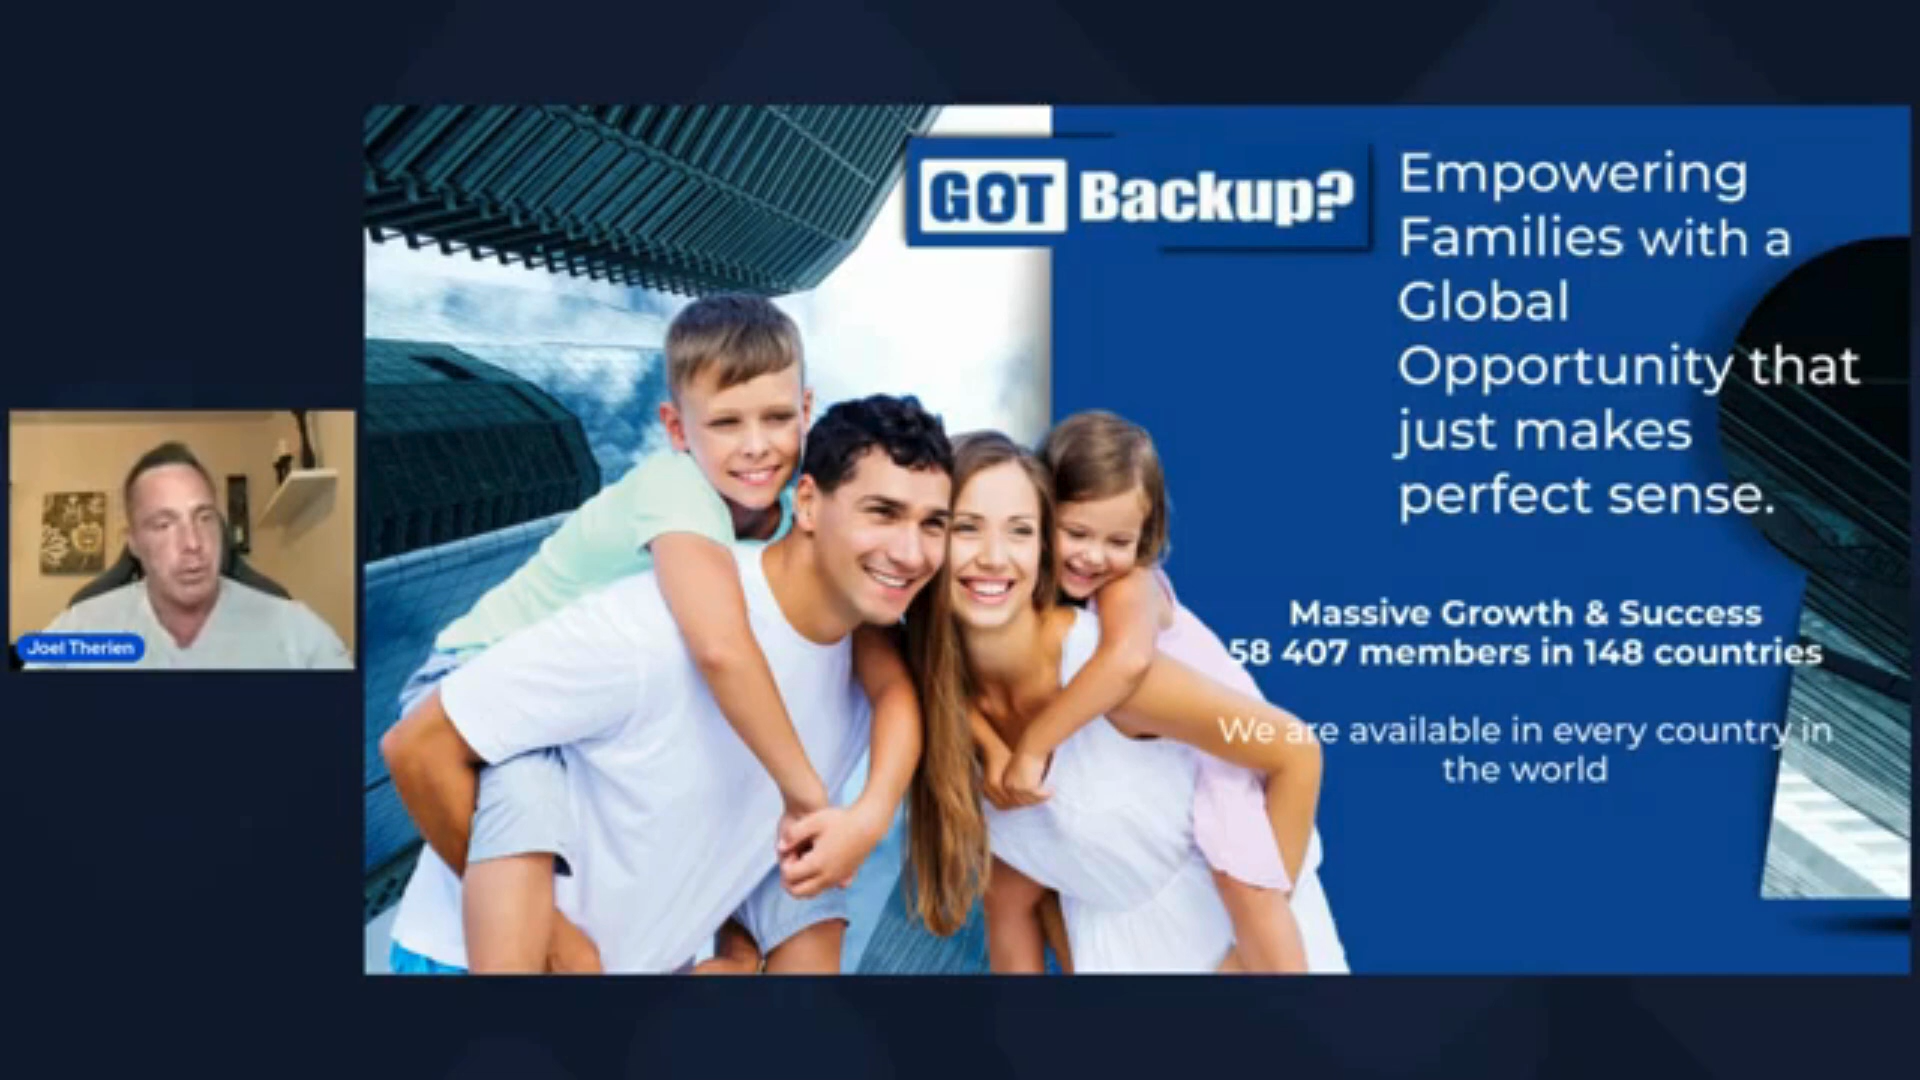 GOT Backup?
Empowering
Families with a
Global
Opportunity that
just makes
perfect sense.
Massive Growth & Success
58 407 members in 148 countries
We are available in every country in
the world
Joel Therien